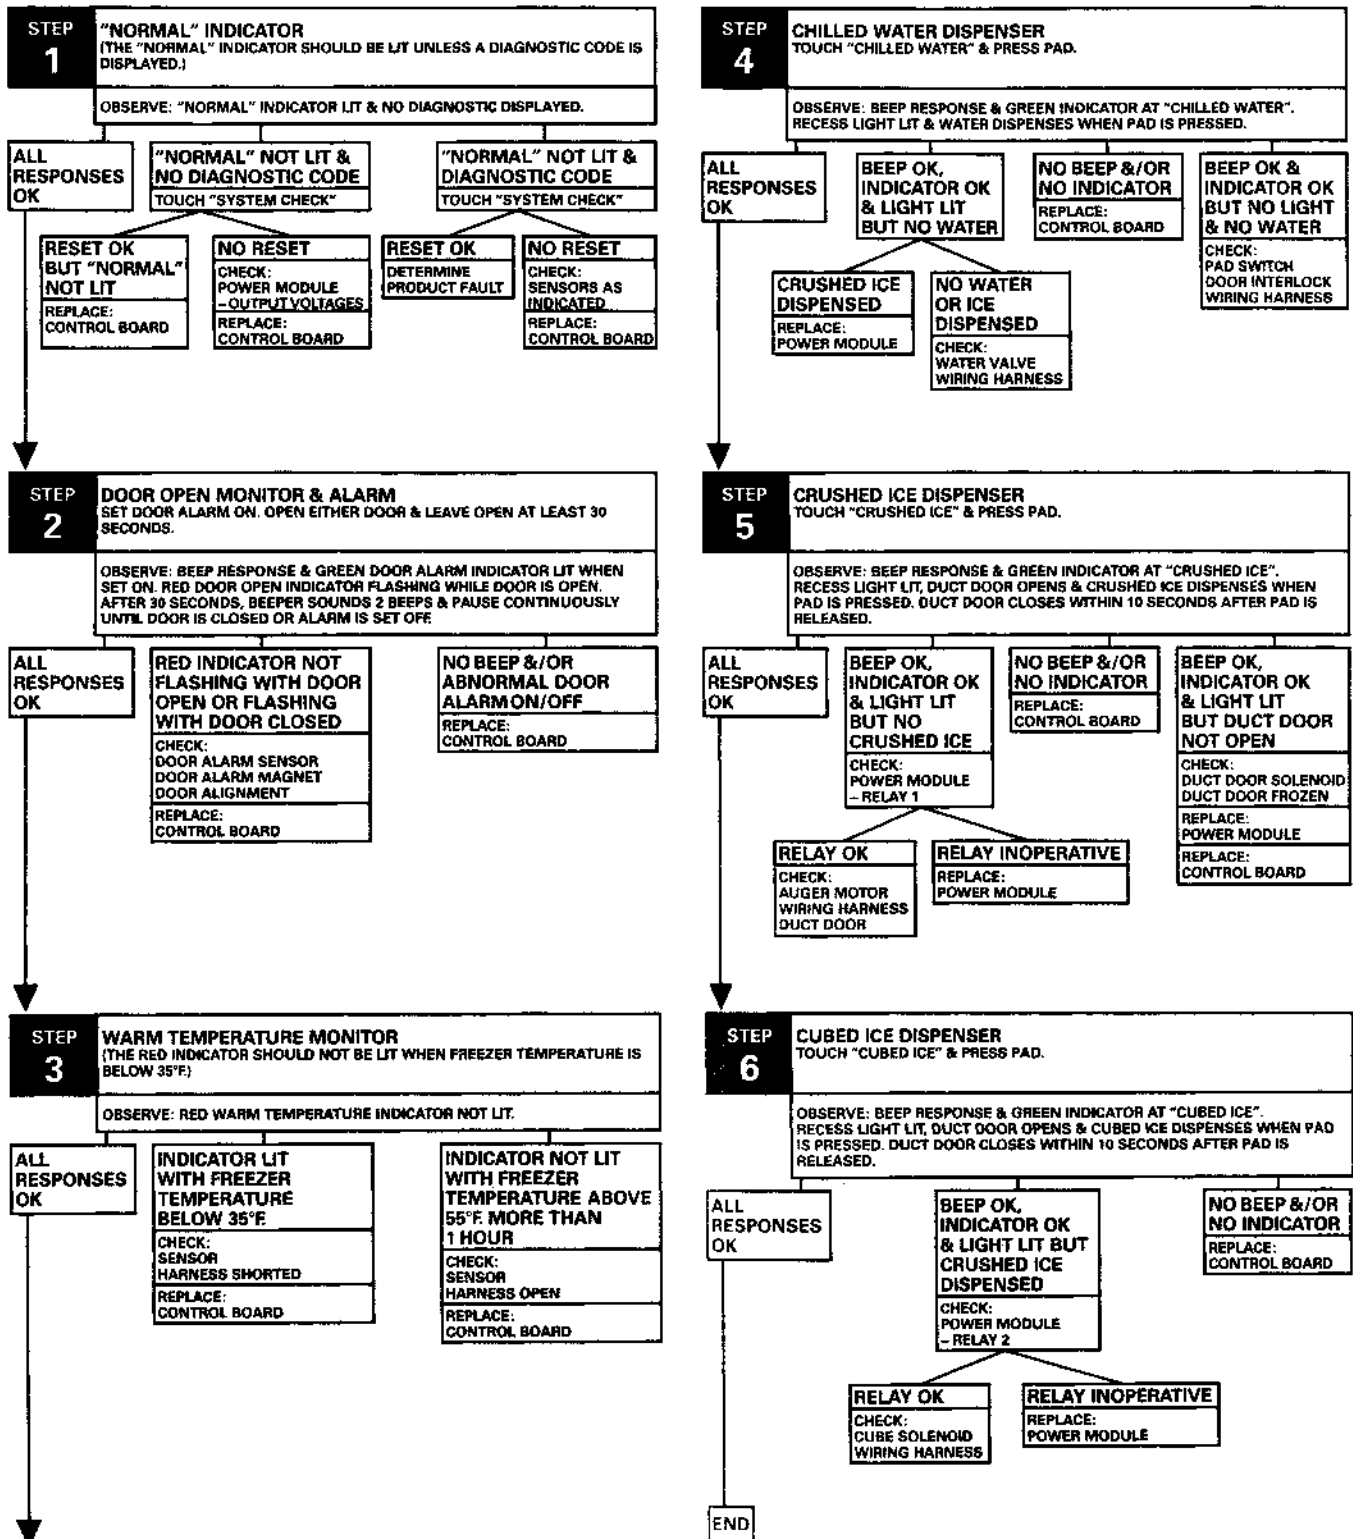 STEP
1
"NORMAL" INDICATOR
(THE "NORMAL" INDICATOR SHOULD BE LIT UNLESS A DIAGNOSTIC CODE IS
DISPLAYED.)
OBSERVE: "NORMAL" INDICATOR LIT & NO DIAGNOSTIC DISPLAYED.
ALL
RESPONSES
OK
"NORMAL" NOT LIT &
NO DIAGNOSTIC CODE
TOUCH "SYSTEM CHECK"
"NORMAL" NOT LIT &
DIAGNOSTIC CODE
TOUCH "SYSTEM CHECK"
RESET OK
BUT "NORMAL"
NOT LIT
REPLACE:
CONTROL BOARD
NO RESET
CHECK:
POWER MODULE
– OUTPUT VOLTAGES
REPLACE:
CONTROL BOARD
RESET OK
DETERMINE
PRODUCT FAULT
NO RESET
CHECK:
SENSORS AS
INDICATED
REPLACE:
CONTROL BOARD
STEP
2
DOOR OPEN MONITOR & ALARM
SET DOOR ALARM ON. OPEN EITHER DOOR & LEAVE OPEN AT LEAST 30
SECONDS.
OBSERVE: BEEP RESPONSE & GREEN DOOR ALARM INDICATOR LIT WHEN
SET ON. RED DOOR OPEN INDICATOR FLASHING WHILE DOOR IS OPEN.
AFTER 30 SECONDS, BEEPER SOUNDS 2 BEEPS & PAUSE CONTINUOUSLY
UNTIL DOOR IS CLOSED OR ALARM IS SET OFF.
ALL
RESPONSES
OK
RED INDICATOR NOT
FLASHING WITH DOOR
OPEN OR FLASHING
WITH DOOR CLOSED
CHECK:
DOOR ALARM SENSOR
DOOR ALARM MAGNET
DOOR ALIGNMENT
REPLACE:
CONTROL BOARD
NO BEEP &/OR
ABNORMAL DOOR
ALARM ON/OFF
REPLACE:
CONTROL BOARD
STEP
3
WARM TEMPERATURE MONITOR
(THE RED INDICATOR SHOULD NOT BE LIT WHEN FREEZER TEMPERATURE IS
BELOW 35°F.)
OBSERVE: RED WARM TEMPERATURE INDICATOR NOT LIT.
ALL
RESPONSES
OK
INDICATOR LIT
WITH FREEZER
TEMPERATURE
BELOW 35°F.
CHECK:
SENSOR
HARNESS SHORTED
REPLACE:
CONTROL BOARD
INDICATOR NOT LIT
WITH FREEZER
TEMPERATURE ABOVE
55°F. MORE THAN
1 HOUR
CHECK:
SENSOR
HARNESS OPEN
REPLACE:
CONTROL BOARD
STEP
4
CHILLED WATER DISPENSER
TOUCH "CHILLED WATER" & PRESS PAD.
OBSERVE: BEEP RESPONSE & GREEN INDICATOR AT "CHILLED WATER".
RECESS LIGHT LIT & WATER DISPENSES WHEN PAD IS PRESSED.
ALL
RESPONSES
OK
BEEP OK,
INDICATOR OK
& LIGHT LIT
BUT NO WATER
NO BEEP &/OR
NO INDICATOR
REPLACE:
CONTROL BOARD
BEEP OK &
INDICATOR OK
BUT NO LIGHT
& NO WATER
CHECK:
PAD SWITCH
DOOR INTERLOCK
WIRING HARNESS
CRUSHED ICE
DISPENSED
REPLACE:
POWER MODULE
NO WATER
OR ICE
DISPENSED
CHECK:
WATER VALVE
WIRING HARNESS
STEP
5
CRUSHED ICE DISPENSER
TOUCH "CRUSHED ICE" & PRESS PAD.
OBSERVE: BEEP RESPONSE & GREEN INDICATOR AT "CRUSHED ICE".
RECESS LIGHT LIT, DUCT DOOR OPENS & CRUSHED ICE DISPENSES WHEN
PAD IS PRESSED. DUCT DOOR CLOSES WITHIN 10 SECONDS AFTER PAD IS
RELEASED.
ALL
RESPONSES
OK
BEEP OK,
INDICATOR OK
& LIGHT LIT
BUT NO
CRUSHED ICE
CHECK:
POWER MODULE
– RELAY 1
NO BEEP &/OR
NO INDICATOR
REPLACE:
CONTROL BOARD
BEEP OK,
INDICATOR OK
& LIGHT LIT
BUT DUCT DOOR
NOT OPEN
CHECK:
DUCT DOOR SOLENOID
DUCT DOOR FROZEN
REPLACE:
POWER MODULE
REPLACE:
CONTROL BOARD
RELAY OK
CHECK:
AUGER MOTOR
WIRING HARNESS
DUCT DOOR
RELAY INOPERATIVE
REPLACE:
POWER MODULE
STEP
6
CUBED ICE DISPENSER
TOUCH "CUBED ICE" & PRESS PAD.
OBSERVE: BEEP RESPONSE & GREEN INDICATOR AT "CUBED ICE".
RECESS LIGHT LIT, DUCT DOOR OPENS & CUBED ICE DISPENSES WHEN PAD
IS PRESSED. DUCT DOOR CLOSES WITHIN 10 SECONDS AFTER PAD IS
RELEASED.
ALL
RESPONSES
OK
BEEP OK,
INDICATOR OK
& LIGHT LIT BUT
CRUSHED ICE
DISPENSED
CHECK:
POWER MODULE
– RELAY 2
NO BEEP &/OR
NO INDICATOR
REPLACE:
CONTROL BOARD
RELAY OK
CHECK:
CUBE SOLENOID
WIRING HARNESS
RELAY INOPERATIVE
REPLACE:
POWER MODULE
END